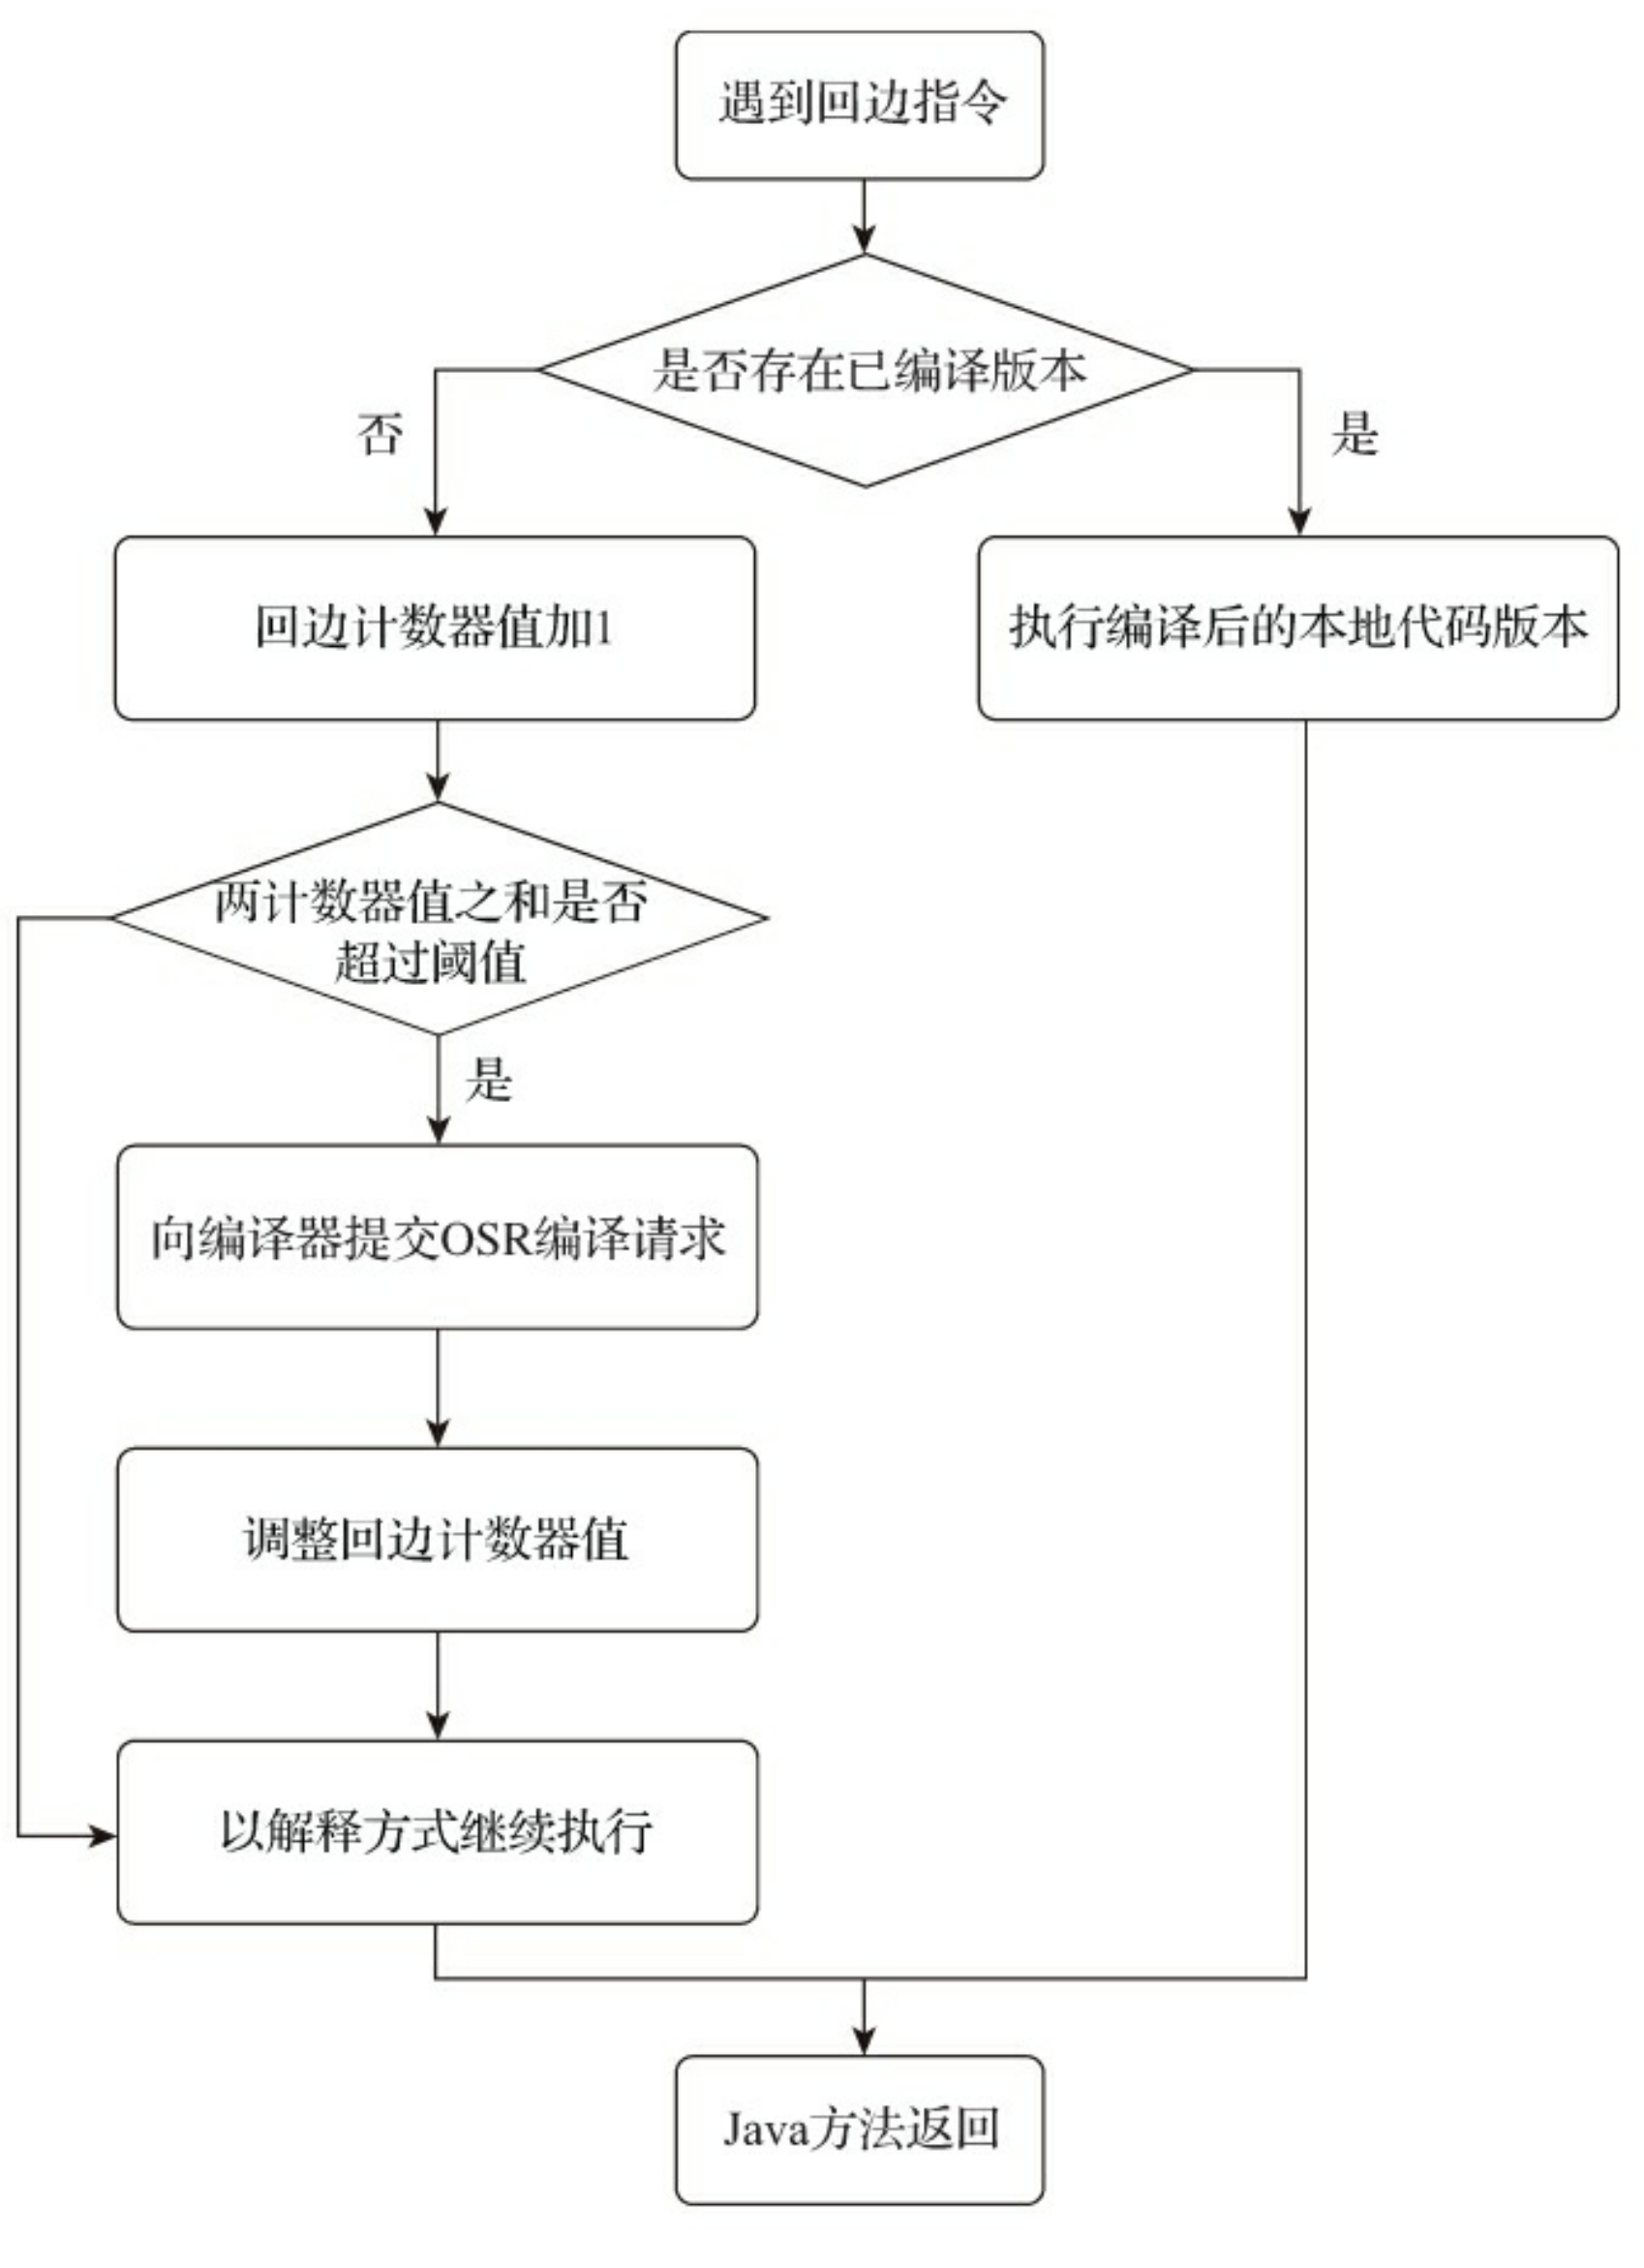 遇到回边指令
是否存在已编译版本
否
是
回边计数器值加1
执行编译后的本地代码版本
两计数器值之和是否
超过阈值
是
向编译器提交OSR编译请求
调整回边计数器值
以解释方式继续执行
Java方法返回